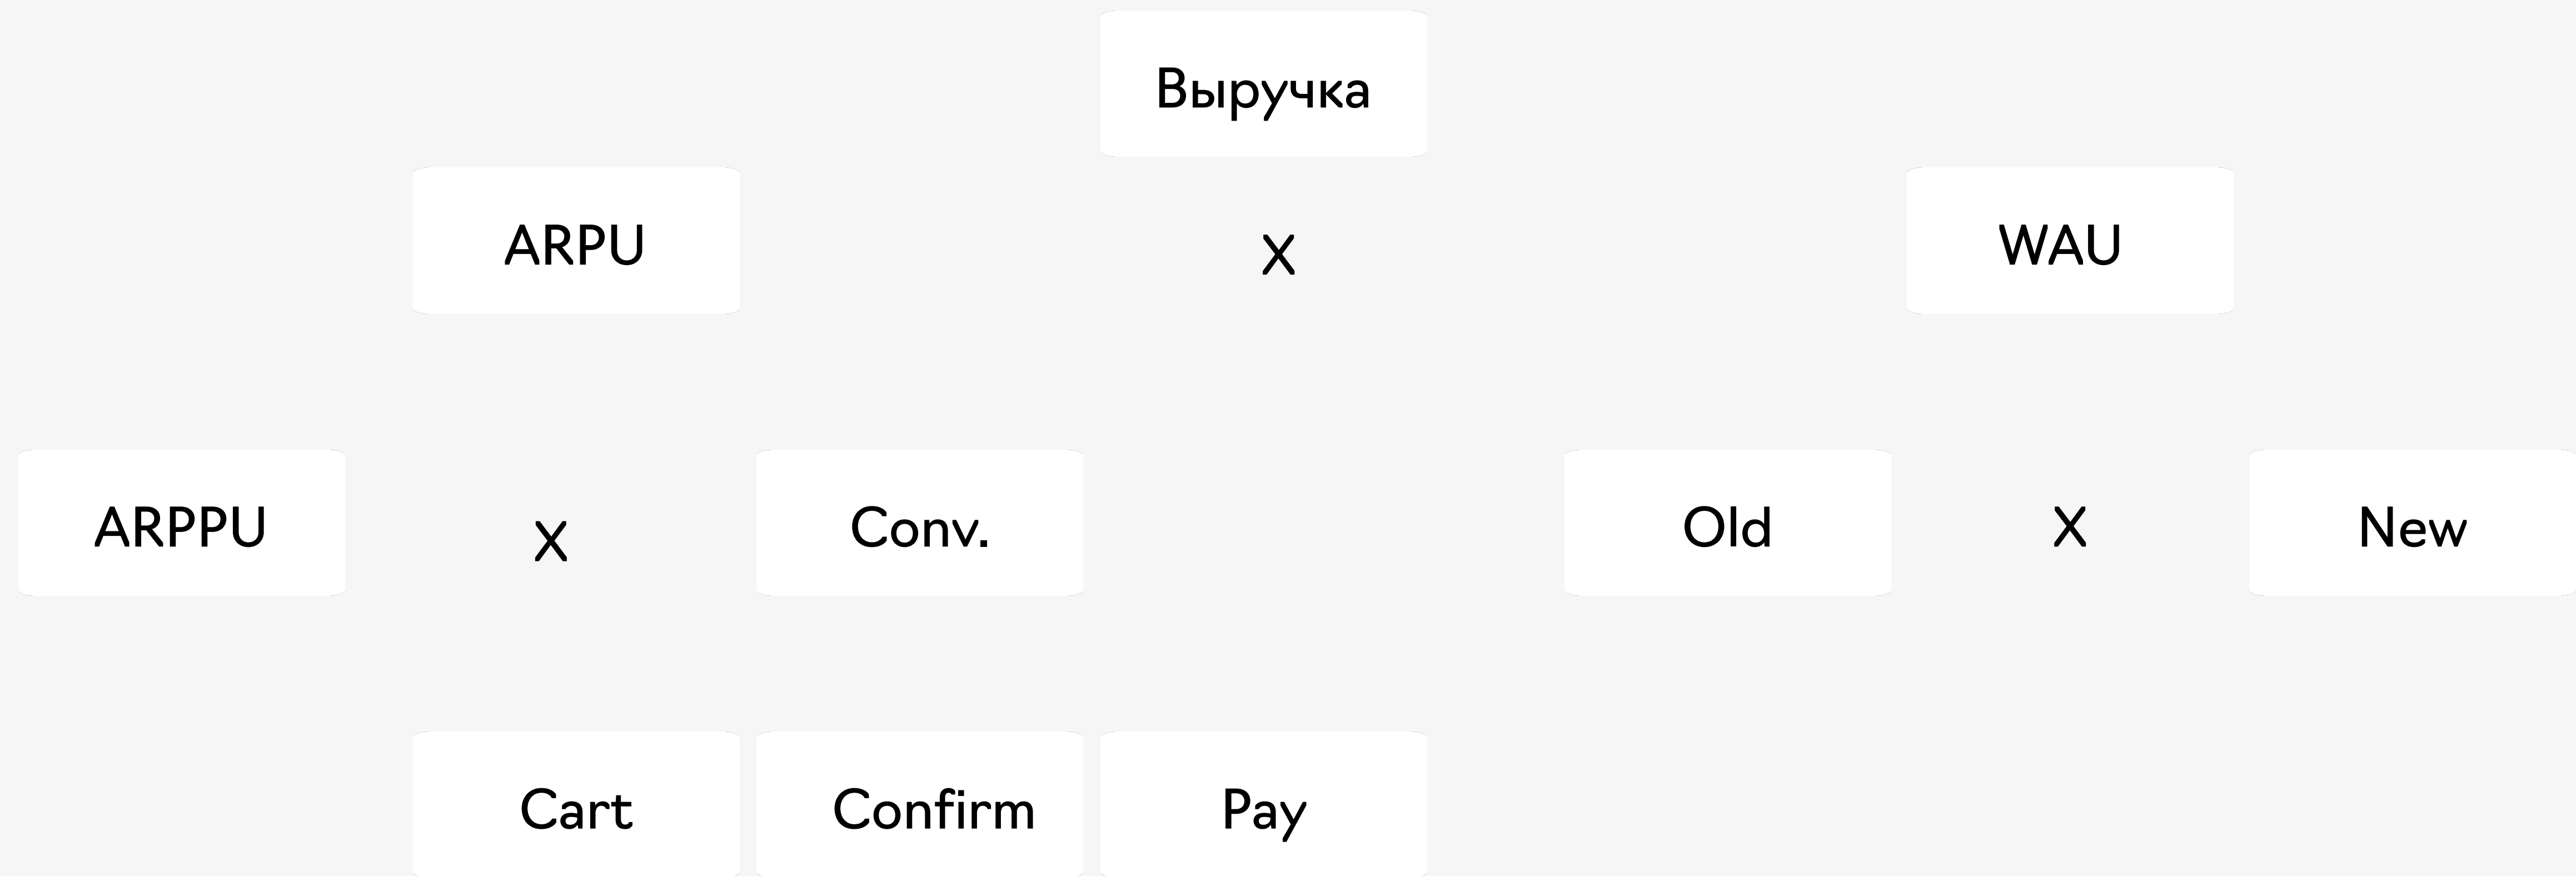 Выручка
ARPU
X
WAU
ARPPU
X
Conv.
Old
X
New
Cart
Confirm
Pay